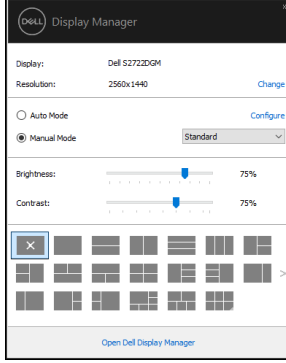 DELL Display Manager
Display: Dell S2722DGM
Resolution: 2560x1440 Change
Auto Mode Configure
Manual Mode Standard
Brightness: 75%
Contrast: 75%
Open Dell Display Manager